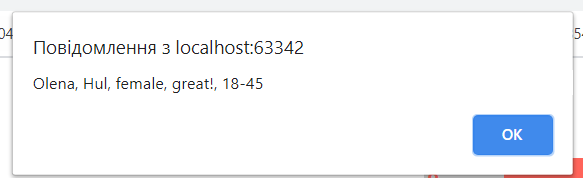 Повідомлення з localhost:63342
Olena, Hul, female, great!, 18-45
OK